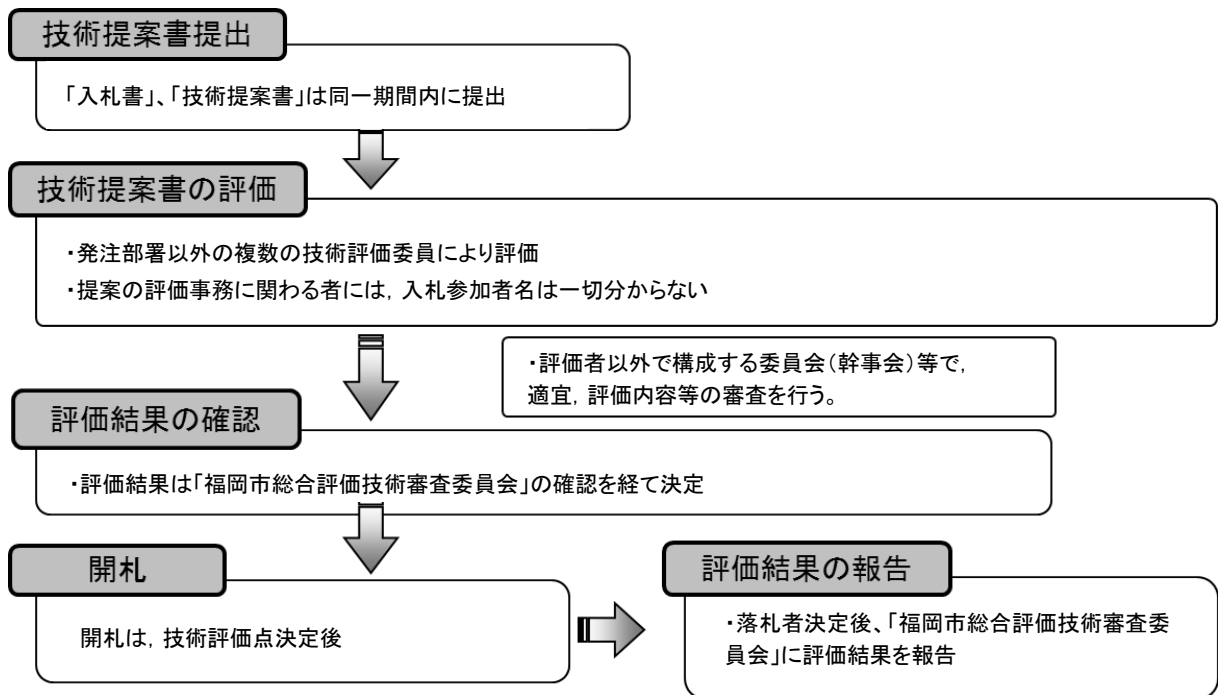 技術提案書提出
「入札書」、「技術提案書」は同一期間内に提出
技術提案書の評価
・発注部署以外の複数の技術評価委員により評価
・提案の評価事務に関わる者には，入札参加者名は一切分からない
・評価者以外で構成する委員会（幹事会）等で，
適宜，評価内容等の審査を行う。
評価結果の確認
・評価結果は「福岡市総合評価技術審査委員会」の確認を経て決定
開札
開札は，技術評価点決定後
評価結果の報告
・落札者決定後、「福岡市総合評価技術審査委
員会」に評価結果を報告